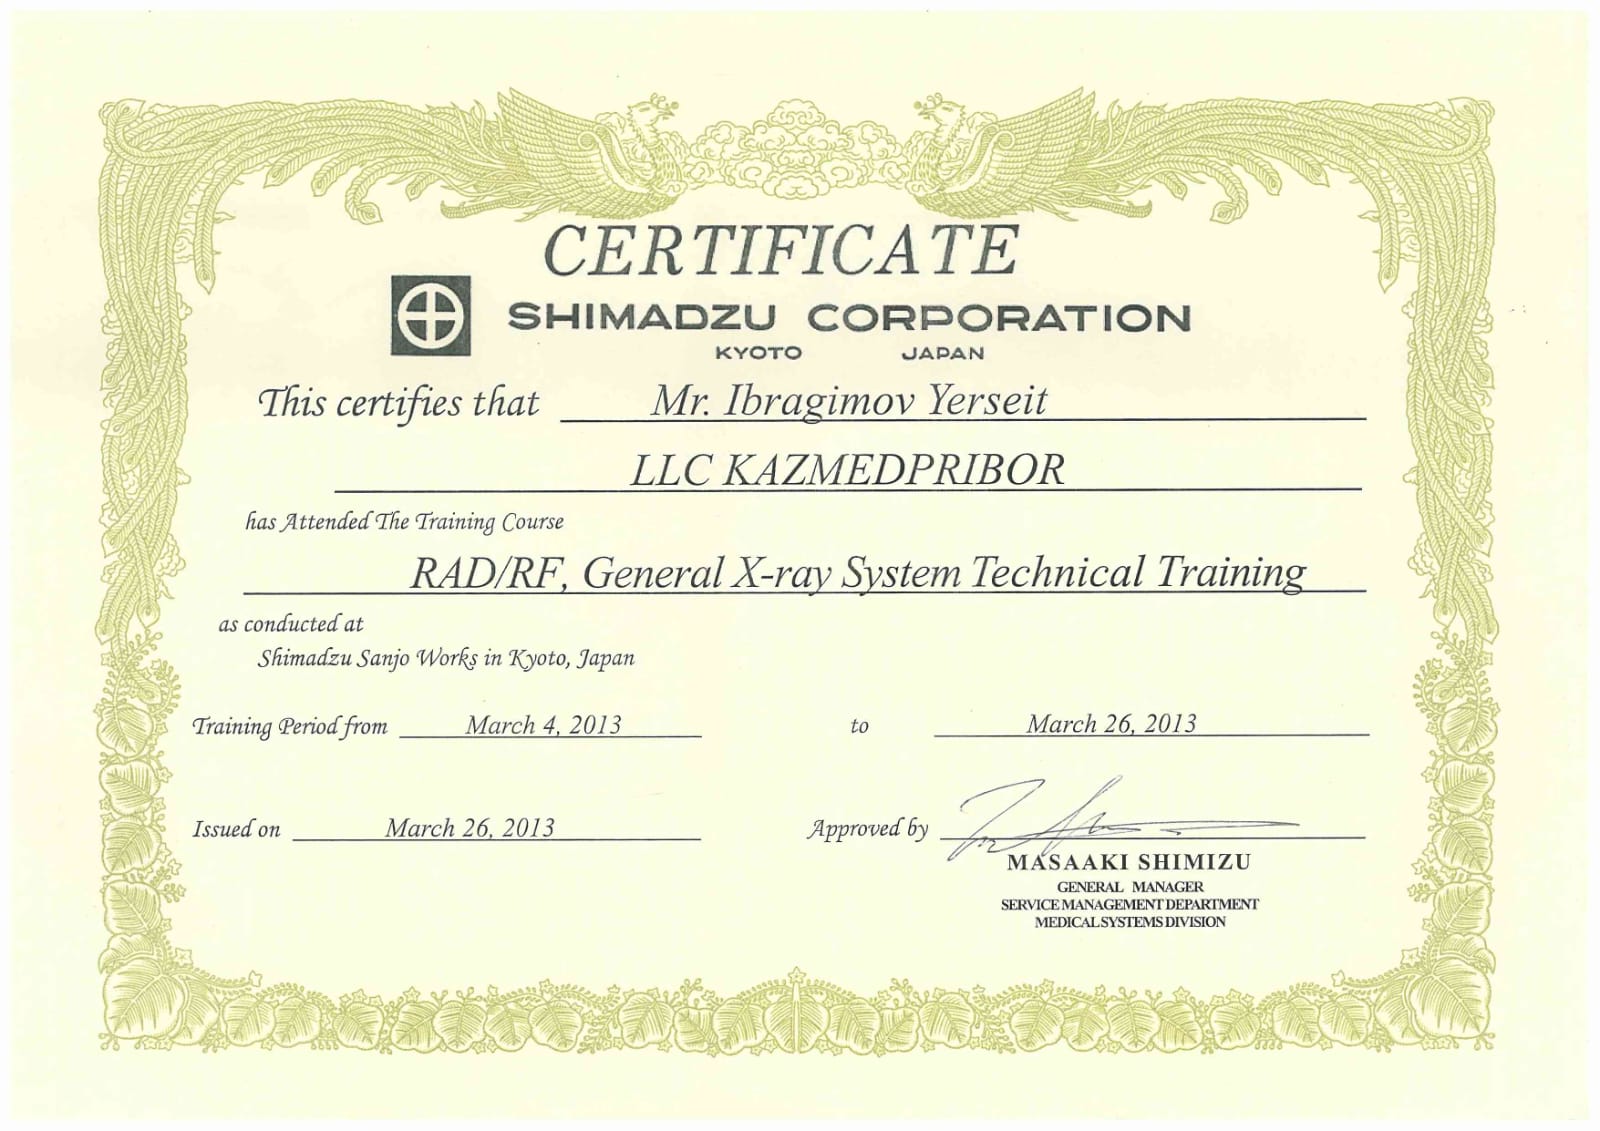 CERTIFICATE
SHIMADZU CORPORATION
KYOTO JAPAN
This certifies that Mr. Ibragimov Yerseit
LLC KAZMEDPRIBOR
has Attended The Training Course
RAD/RF, General X-ray System Technical Training
as conducted at
Shimadzu Sanjo Works in Kyoto, Japan
Training Period from March 4, 2013 to March 26, 2013
Issued on March 26, 2013 Approved by
MASAAKI SHIMIZU
GENERAL MANAGER
SERVICE MANAGEMENT DEPARTMENT
MEDICAL SYSTEMS DIVISION